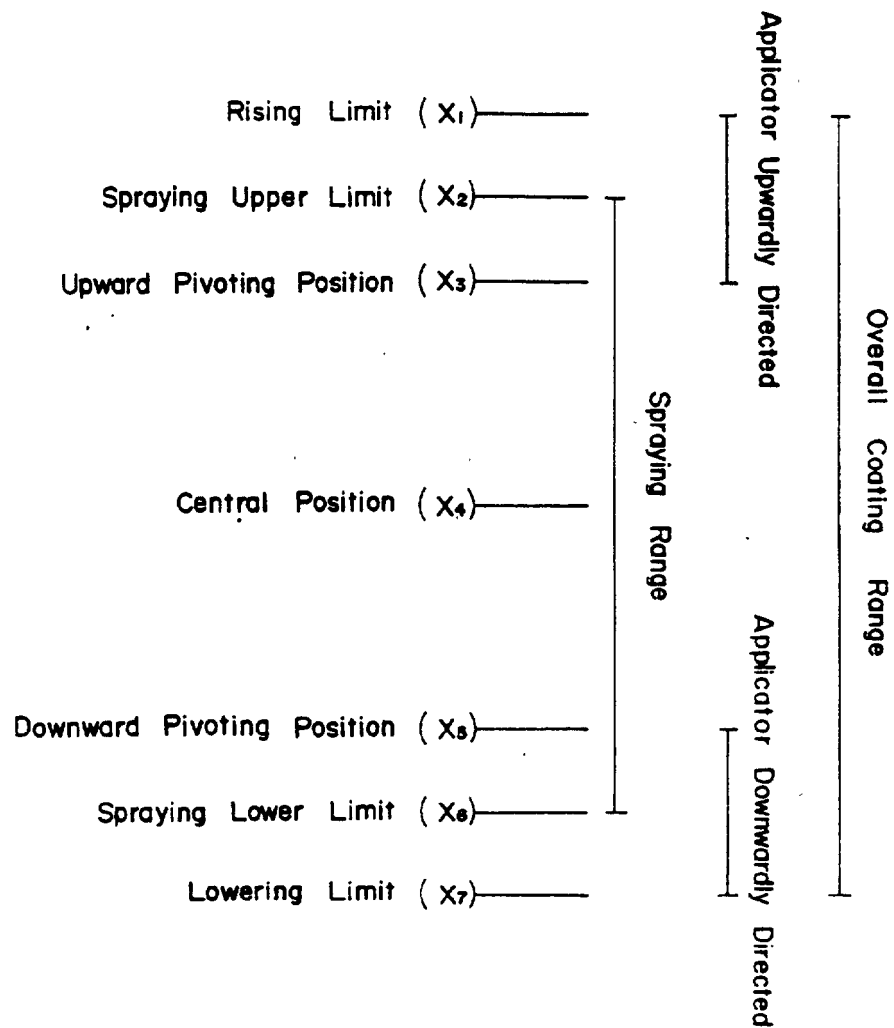 Rising Limit (X₁)
Spraying Upper Limit (X₂)
Upward Pivoting Position (X₃)
Central Position (X₄)
Downward Pivoting Position (X₅)
Spraying Lower Limit (X₆)
Lowering Limit (X₇)
Spraying Range
Applicator Upwardly Directed
Applicator Downwardly Directed
Overall Coating Range